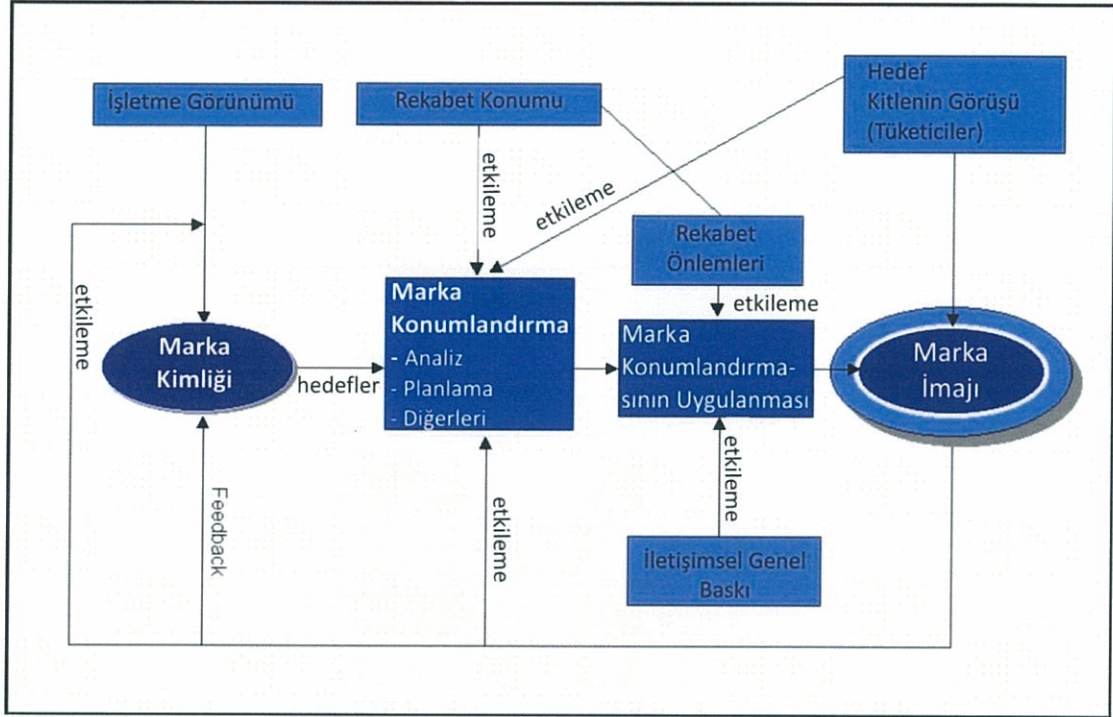 İşletme Görünümü
Rekabet Konumu
Hedef
Kitlenin Görüşü
(Tüketiciler)
etkileme
etkileme
Rekabet
Önlemleri
etkileme
etkileme
Marka
Kimliği
hedefler
Marka
Konumlandırma
- Analiz
- Planlama
- Diğerleri
Marka
Konumlandırma-
sının Uygulanması
Marka
İmajı
Feedback
etkileme
etkileme
İletişimsel Genel
Baskı